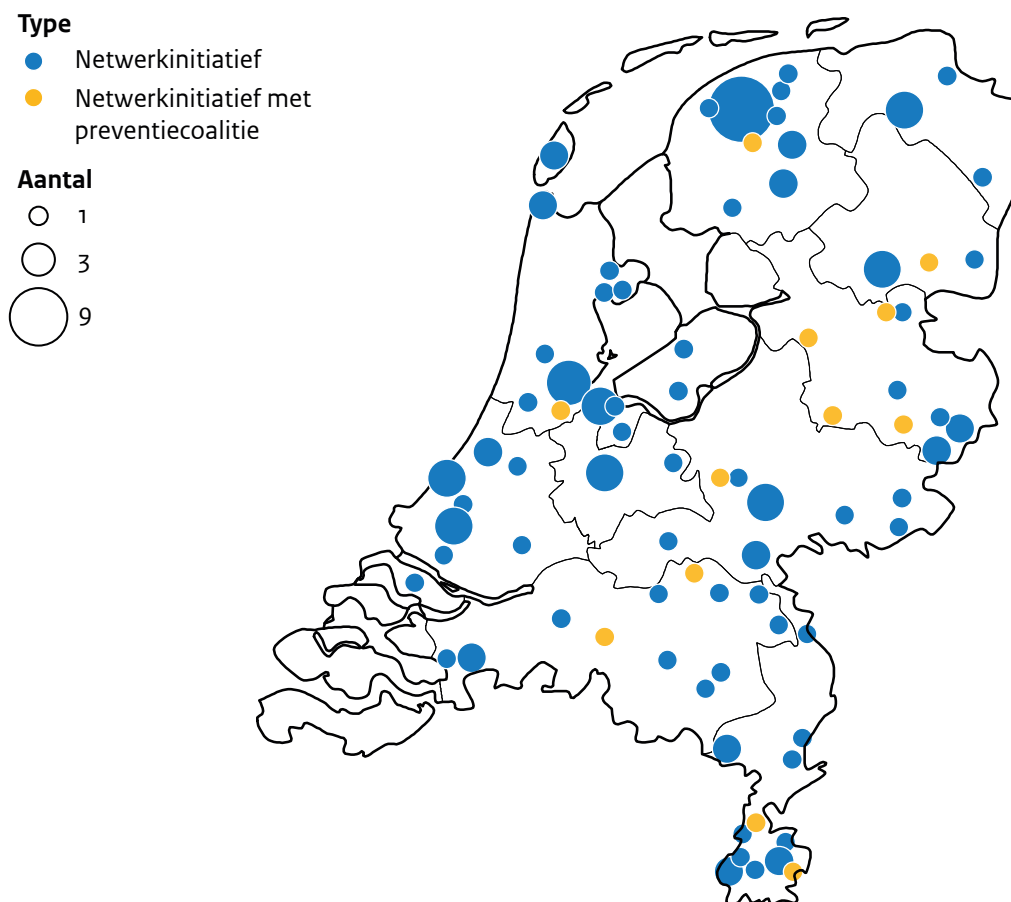 Type
Netwerkinitiatief
Netwerkinitiatief met
preventiecoalitie
Aantal
1
3
9